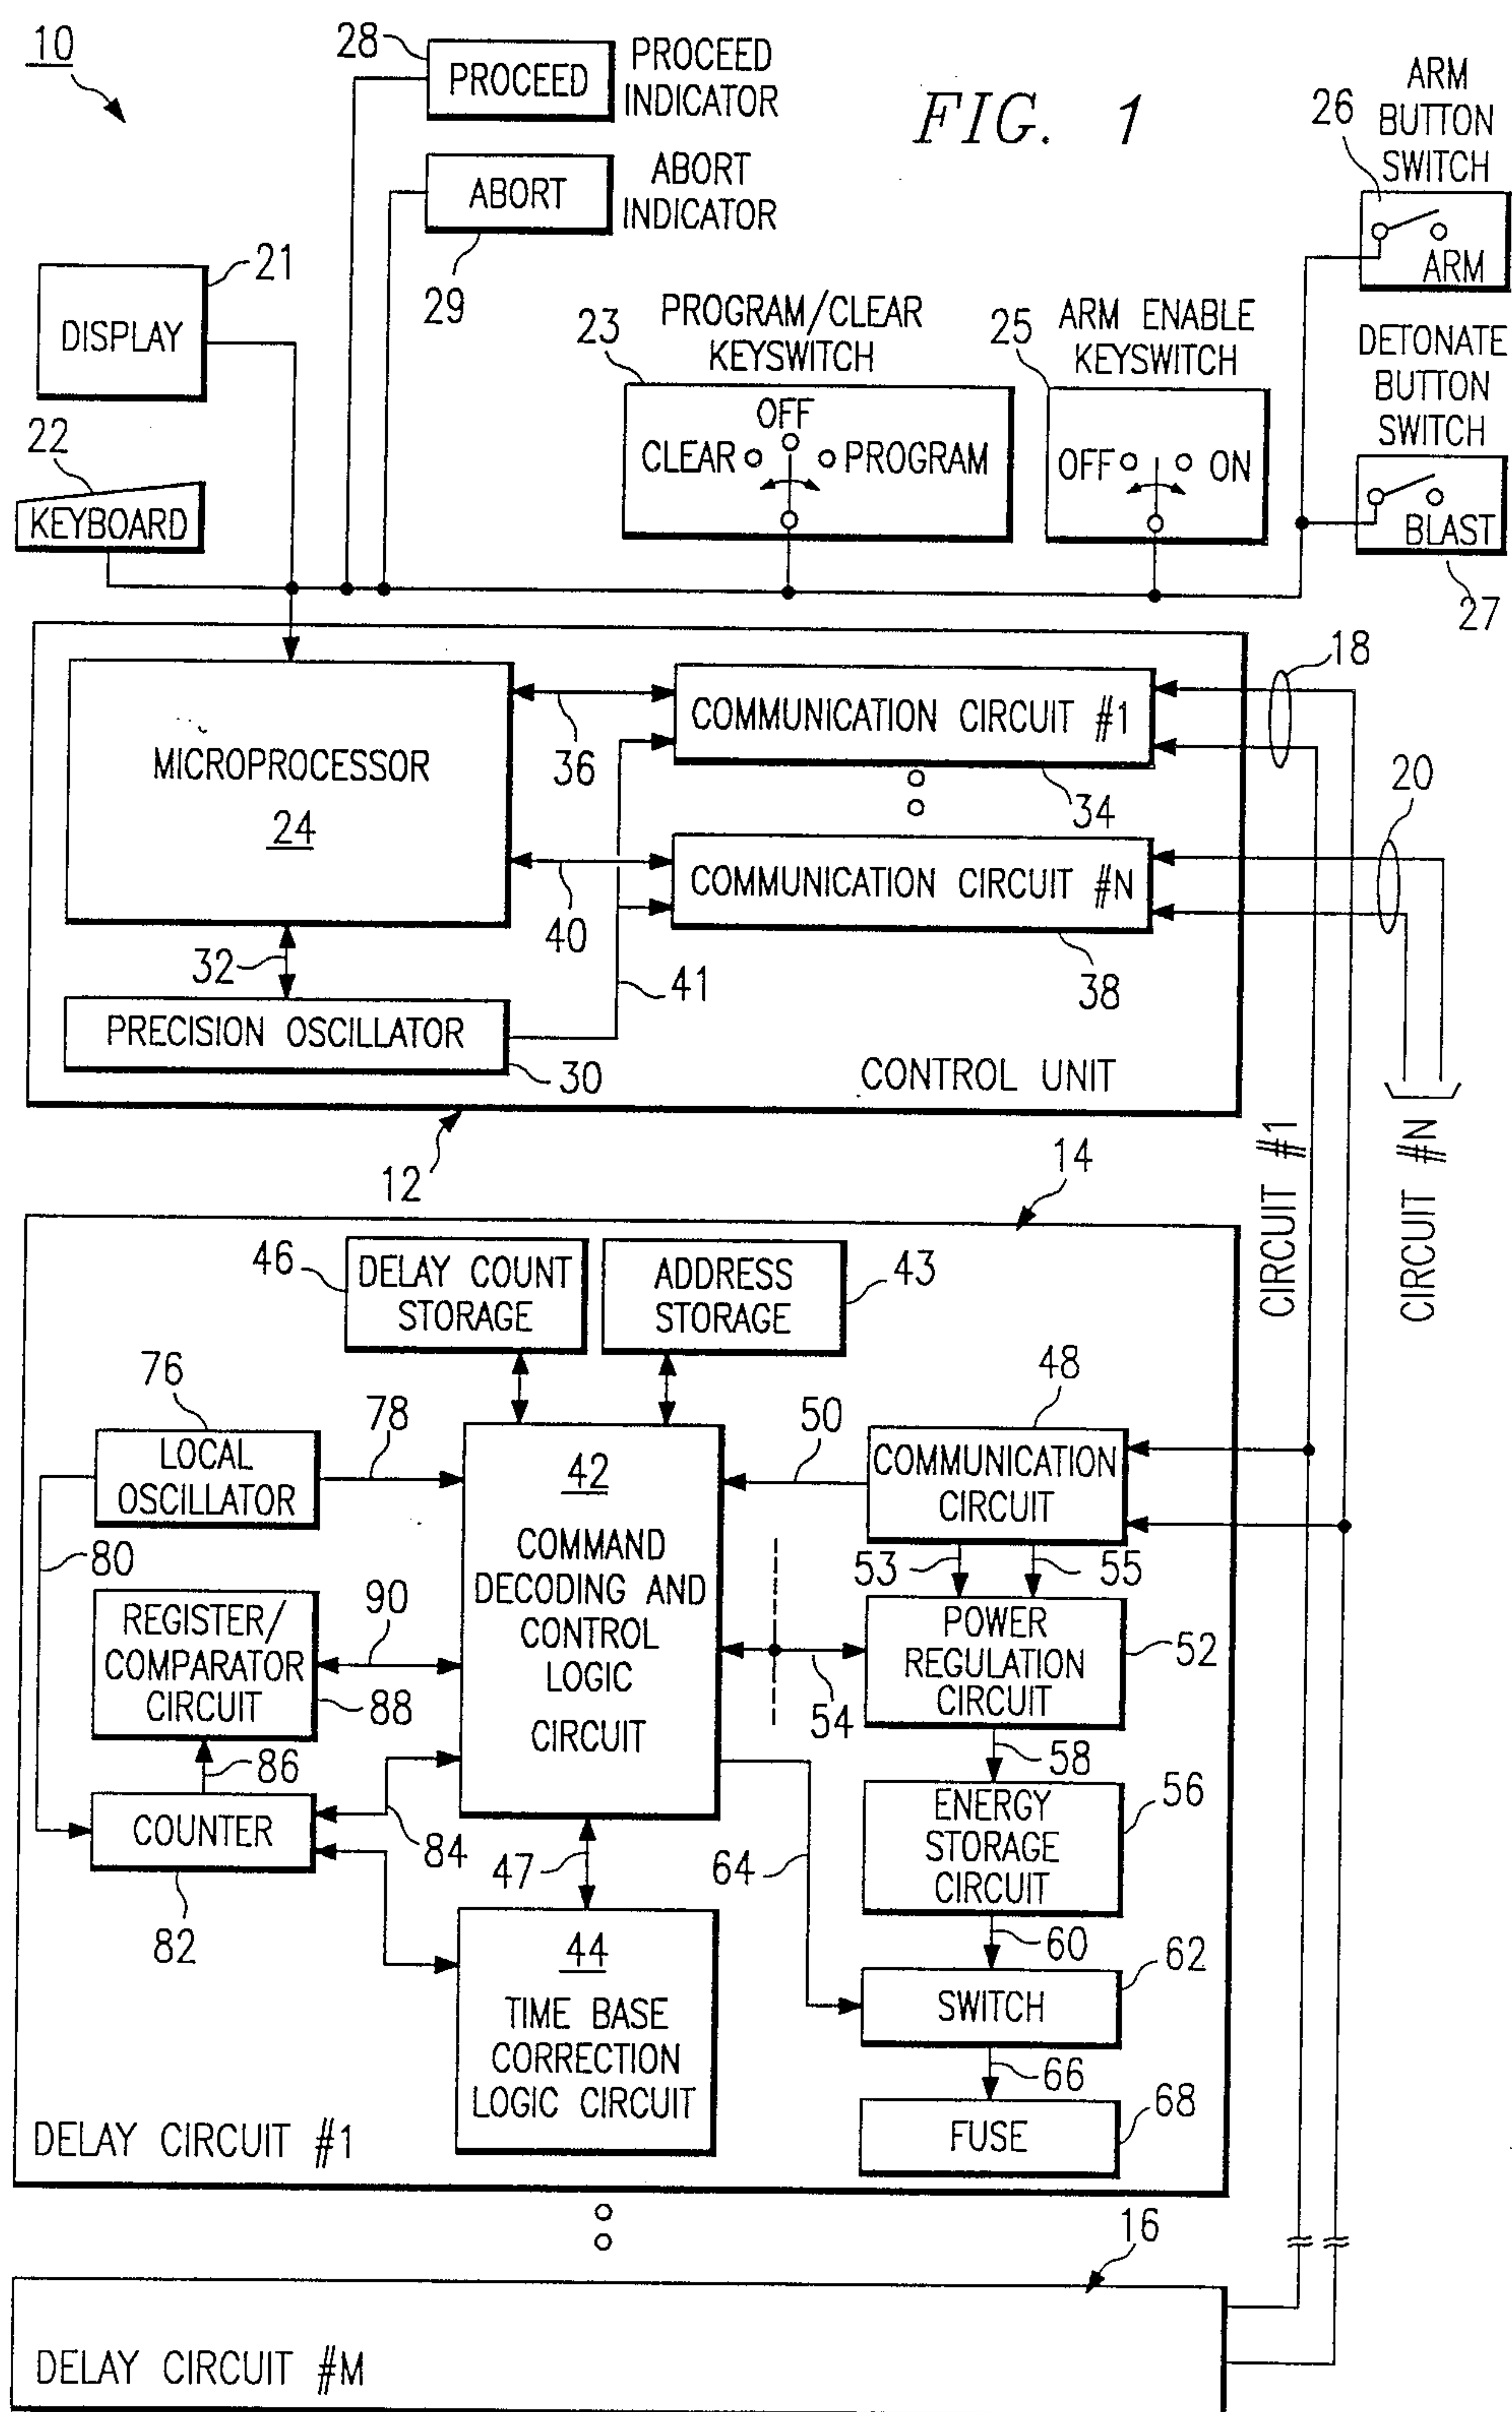 10
28
PROCEED
PROCEED
INDICATOR
FIG. 1
ABORT
ABORT
INDICATOR
29
26
ARM
BUTTON
SWITCH
ARM
21
DISPLAY
22
KEYBOARD
23
PROGRAM/CLEAR
KEYSWITCH
OFF
CLEAR
PROGRAM
25
ARM ENABLE
KEYSWITCH
OFF
ON
DETONATE
BUTTON
SWITCH
BLAST
27
18
MICROPROCESSOR
24
36
COMMUNICATION CIRCUIT #1
34
20
40
COMMUNICATION CIRCUIT #N
38
32
41
PRECISION OSCILLATOR
30
CONTROL UNIT
12
CIRCUIT #1
CIRCUIT #N
14
46
DELAY COUNT
STORAGE
ADDRESS
STORAGE
43
76
LOCAL
OSCILLATOR
78
42
COMMAND
DECODING AND
CONTROL
LOGIC
CIRCUIT
50
48
COMMUNICATION
CIRCUIT
80
53
55
REGISTER/
COMPARATOR
CIRCUIT
90
88
POWER
REGULATION
CIRCUIT
52
54
86
58
COUNTER
84
82
47
64
ENERGY
STORAGE
CIRCUIT
56
60
44
TIME BASE
CORRECTION
LOGIC CIRCUIT
62
SWITCH
66
FUSE
68
DELAY CIRCUIT #1
16
DELAY CIRCUIT #M